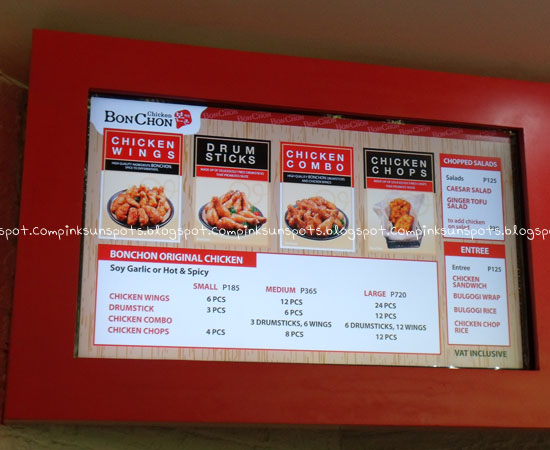 Chicken
BONCHON
CHICKEN WINGS
DRUM STICKS
CHICKEN COMBO
CHICKEN CHOPS
CHOPPED SALADS
Salads P125
CAESAR SALAD
GINGER TOFU
SALAD
to add chicken
spot.compinksunspots.blogspot.compinksunspots.blogspot.compinksunspots.blogspot.
BONCHON ORIGINAL CHICKEN
Soy Garlic or Hot & Spicy
SMALL P185 MEDIUM P365 LARGE P720
CHICKEN WINGS 6 PCS 12 PCS 24 PCS
DRUMSTICK 3 PCS 6 PCS 12 PCS
CHICKEN COMBO 3 DRUMSTICKS, 6 WINGS 6 DRUMSTICKS, 12 WINGS
CHICKEN CHOPS 4 PCS 8 PCS 12 PCS
ENTREE
Entree P125
CHICKEN
SANDWICH
BULGOGI WRAP
BULGOGI RICE
CHICKEN CHOP
RICE
VAT INCLUSIVE